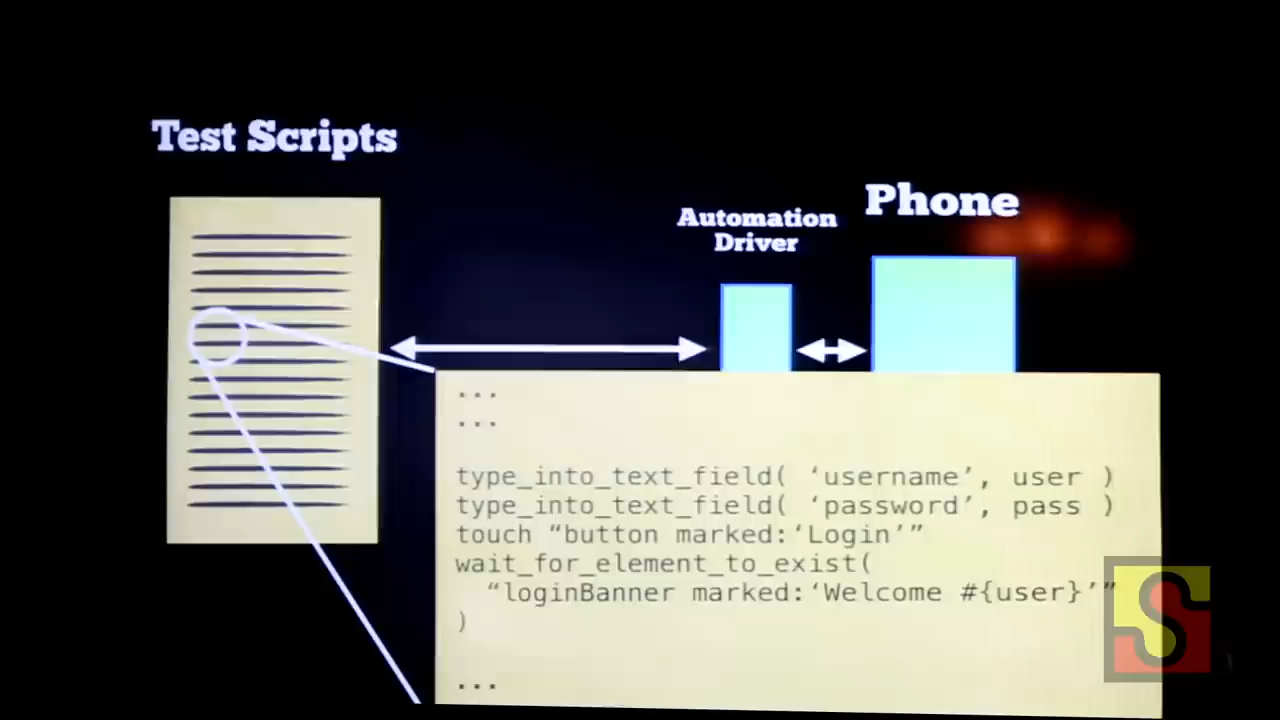 Test Scripts
Automation
Driver
Phone
...
...
type_into_text_field( ‘username’, user )
type_into_text_field( ‘password’, pass )
touch “button marked:‘Login’”
wait_for_element_to_exist(
“loginBanner marked:‘Welcome #{user}’”
)
...
S